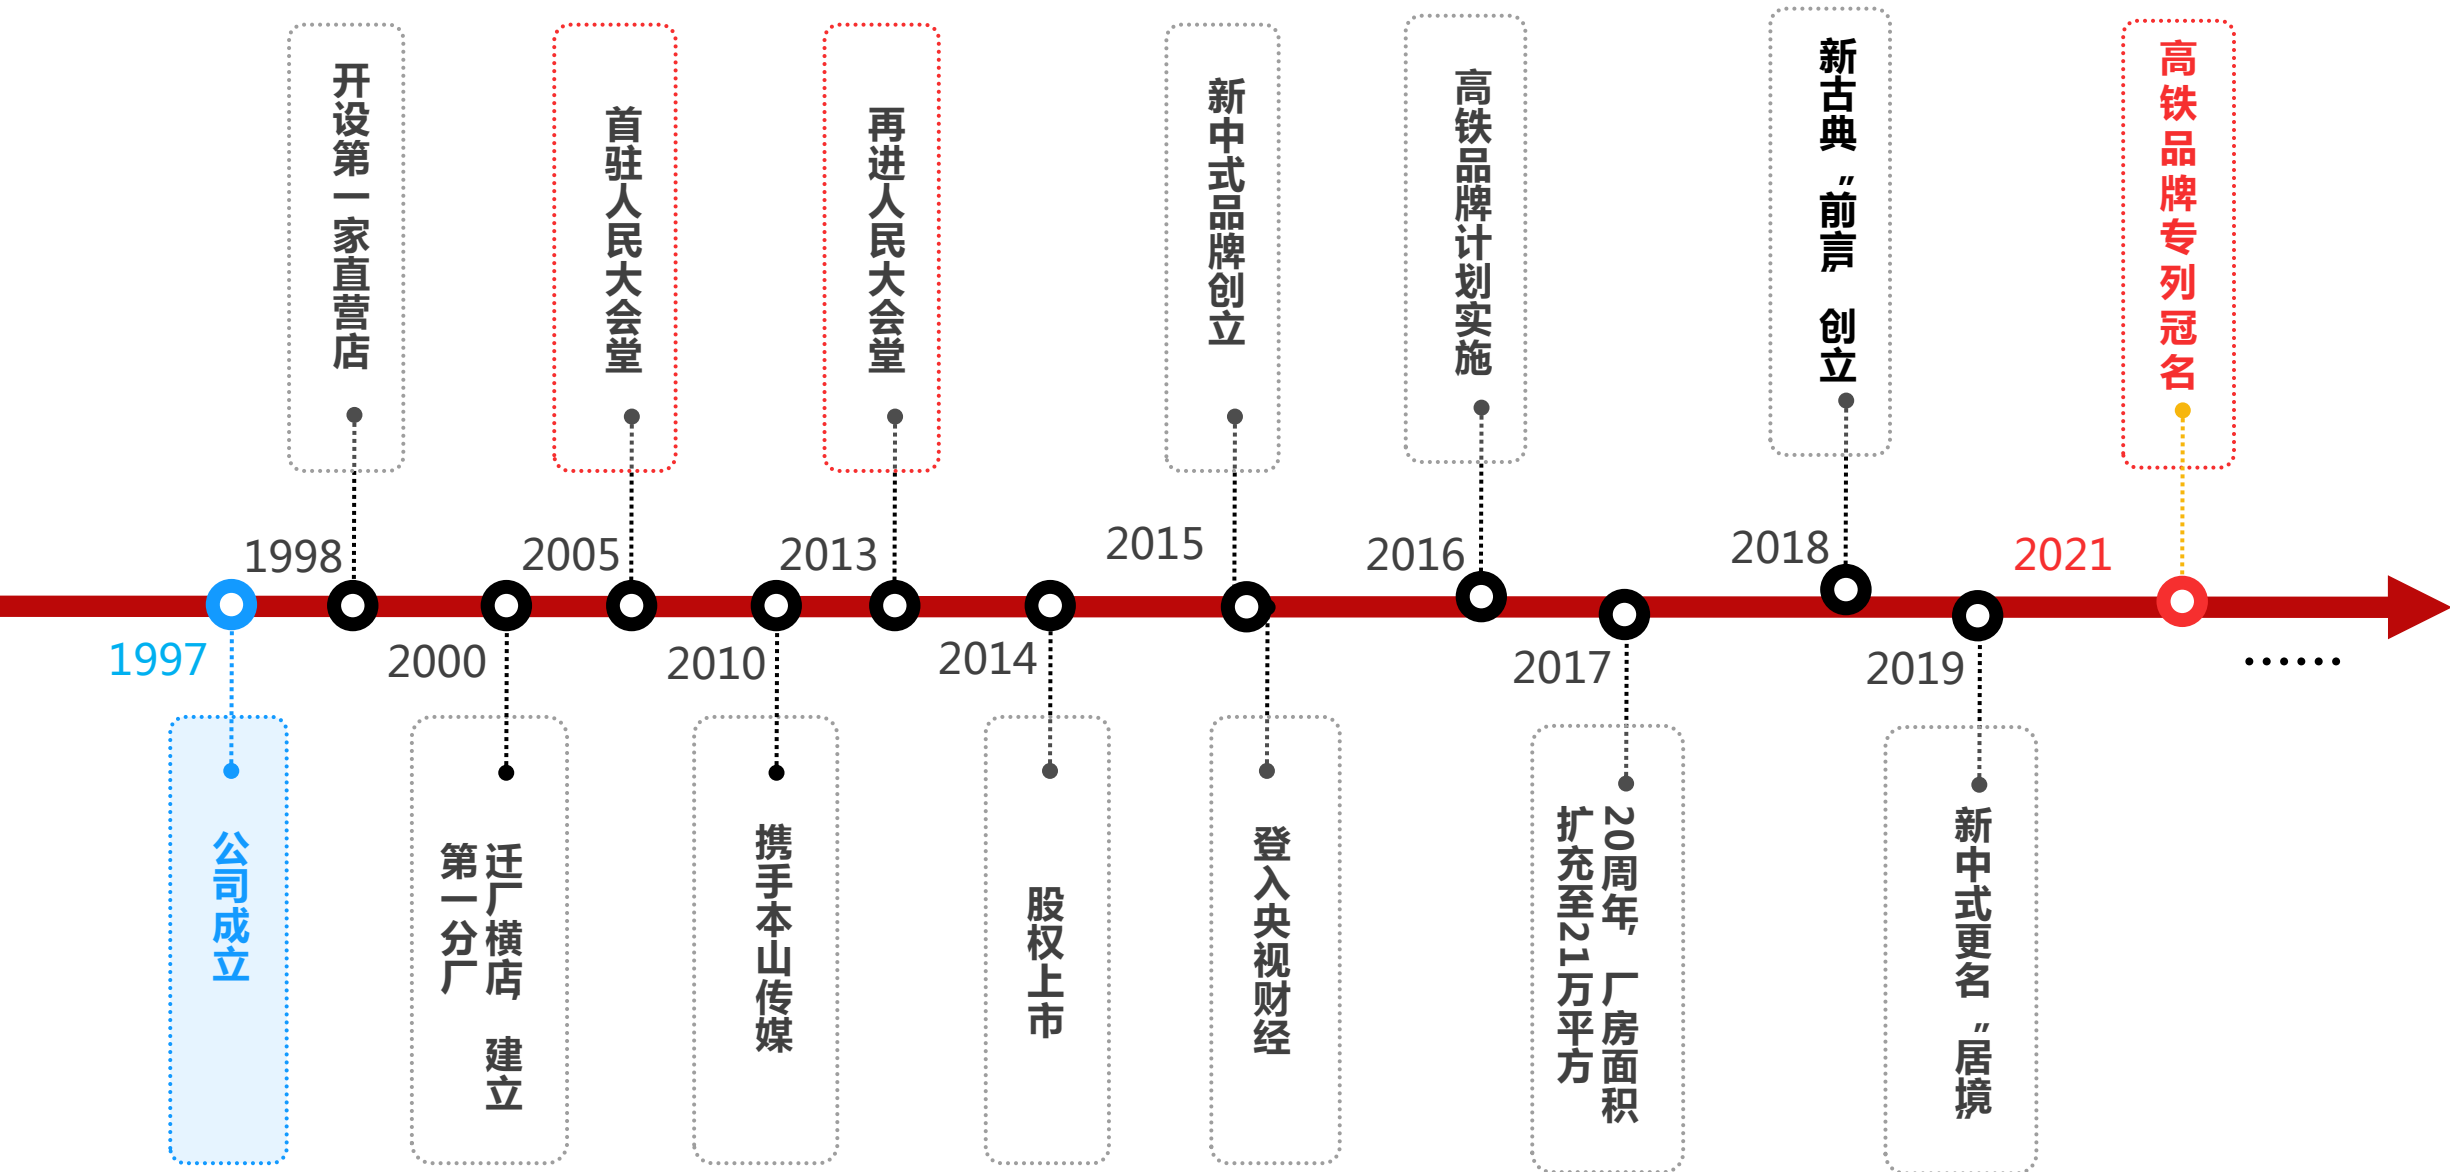 1997
公司成立
1998
开设第一家直营店
2000
迁厂横店，建立
第一分厂
2005
首驻人民大会堂
2010
携手本山传媒
2013
再进人民大会堂
2014
股权上市
2015
新中式品牌创立
登入央视财经
2016
高铁品牌计划实施
2017
20周年，厂房面积
扩充至21万平方
2018
新古典“前言”创立
2019
新中式更名“居境”
2021
高铁品牌专列冠名
……